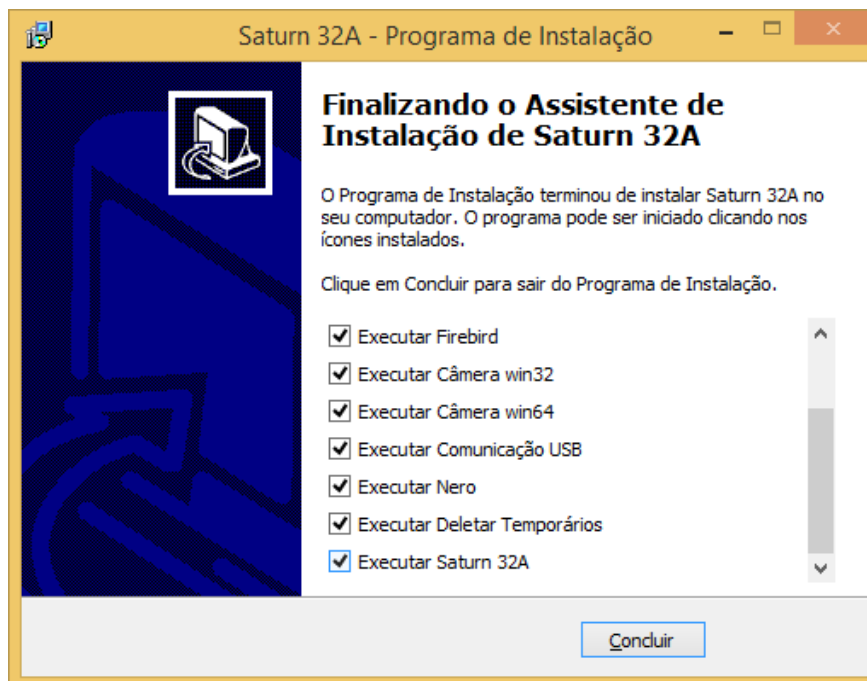 Saturn 32A - Programa de Instalação
Finalizando o Assistente de
Instalação de Saturn 32A
O Programa de Instalação terminou de instalar Saturn 32A no
seu computador. O programa pode ser iniciado clicando nos
ícones instalados.
Clique em Concluir para sair do Programa de Instalação.
Executar Firebird
Executar Câmera win32
Executar Câmera win64
Executar Comunicação USB
Executar Nero
Executar Deletar Temporários
Executar Saturn 32A
Concluir